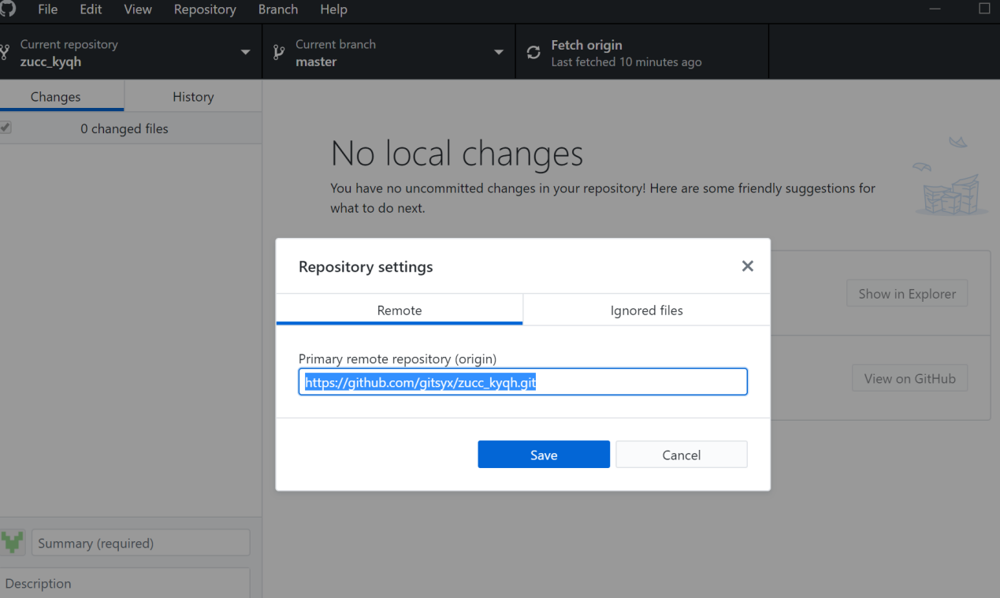 File Edit View Repository Branch Help
Current repository
zucc_kyqh
Current branch
master
Fetch origin
Last fetched 10 minutes ago
Changes
History
0 changed files
No local changes
You have no uncommitted changes in your repository! Here are some friendly suggestions for
what to do next.
Repository settings
Remote
Ignored files
Primary remote repository (origin)
https://github.com/gitsyx/zucc_kyqh.git
Save
Cancel
Show in Explorer
View on GitHub
Summary (required)
Description